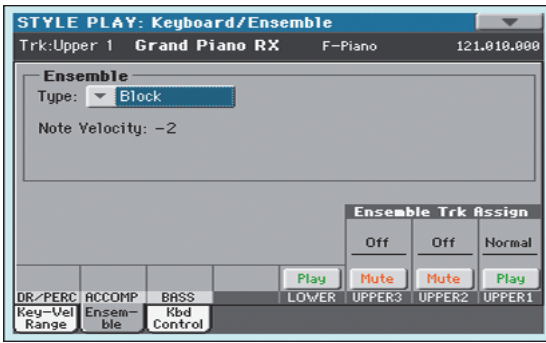 STYLE PLAY: Keyboard/Ensemble
Trk:Upper 1 Grand Piano RX F-Piano 121.010.000
Ensemble
Type: Block
Note Velocity: -2
Ensemble Trk Assign
Off Off Normal
Play Mute Mute Play
DR/PERC ACCOMP BASS LOWER UPPER3 UPPER2 UPPER1
Key-Vel Range Ensem-ble Kbd Control